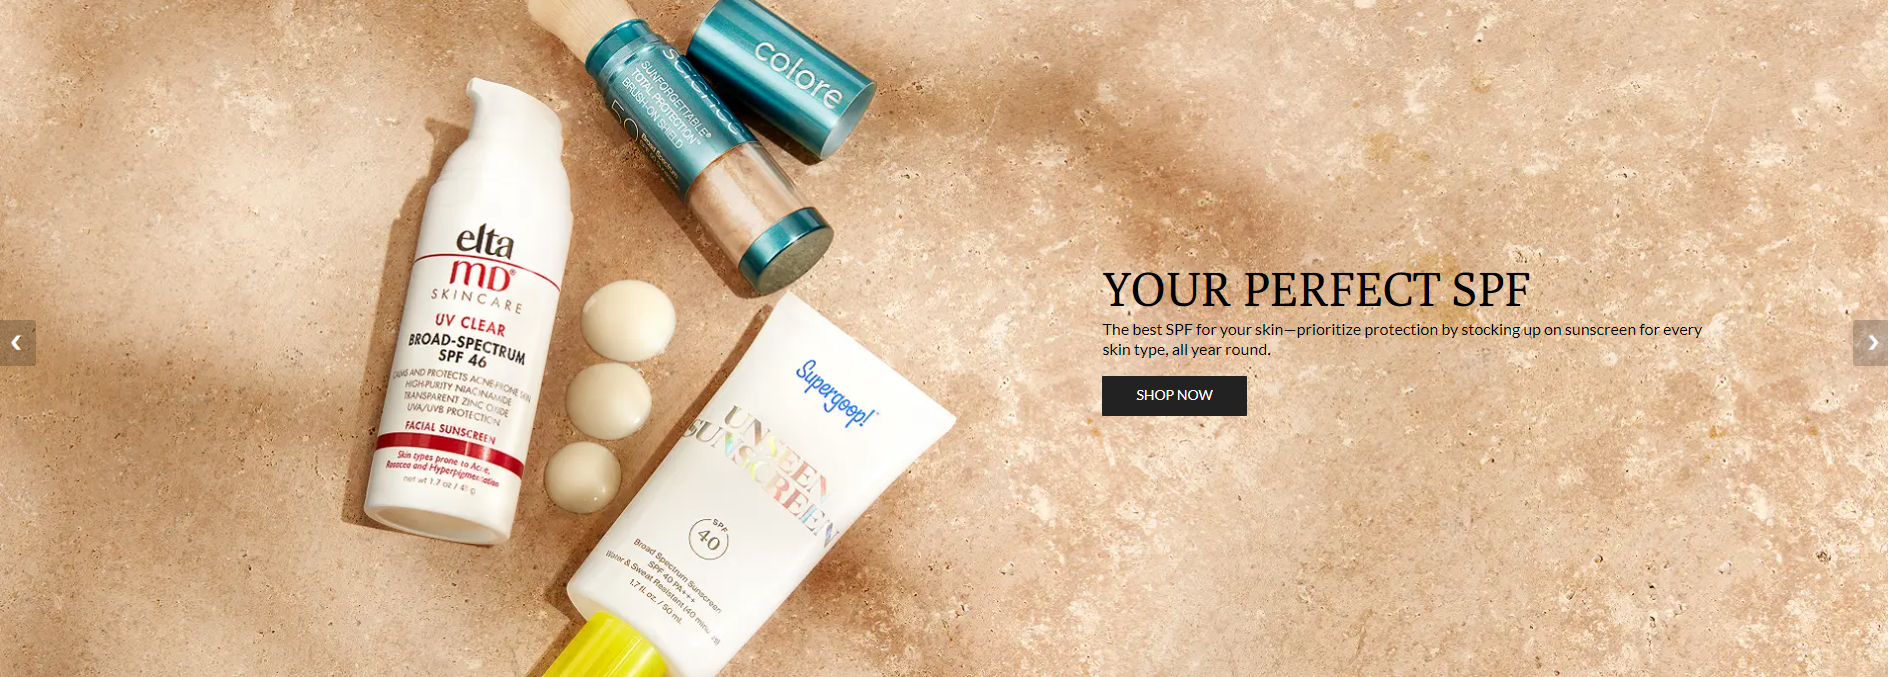 colore
science
SUNFORGETTABLE®
TOTAL PROTECTION™
BRUSH-ON SHIELD
50
Broad Spectrum
elta
MD®
SKINCARE
UV CLEAR
BROAD-SPECTRUM
SPF 46
CALMS AND PROTECTS ACNE-PRONE SKIN
HIGH-PURITY NIACINAMIDE
TRANSPARENT ZINC OXIDE
UVA/UVB PROTECTION
FACIAL SUNSCREEN
Skin types prone to Acne,
Rosacea and Hyperpigmentation
net wt 1.7 oz / 48 g
Supergoop!
UNSEEN
SUNSCREEN
SPF
40
Broad Spectrum Sunscreen
SPF 40 PA+++
Water & Sweat Resistant (40 minutes)
1.7 fl. oz. / 50 mL
YOUR PERFECT SPF
The best SPF for your skin—prioritize protection by stocking up on sunscreen for every
skin type, all year round.
SHOP NOW